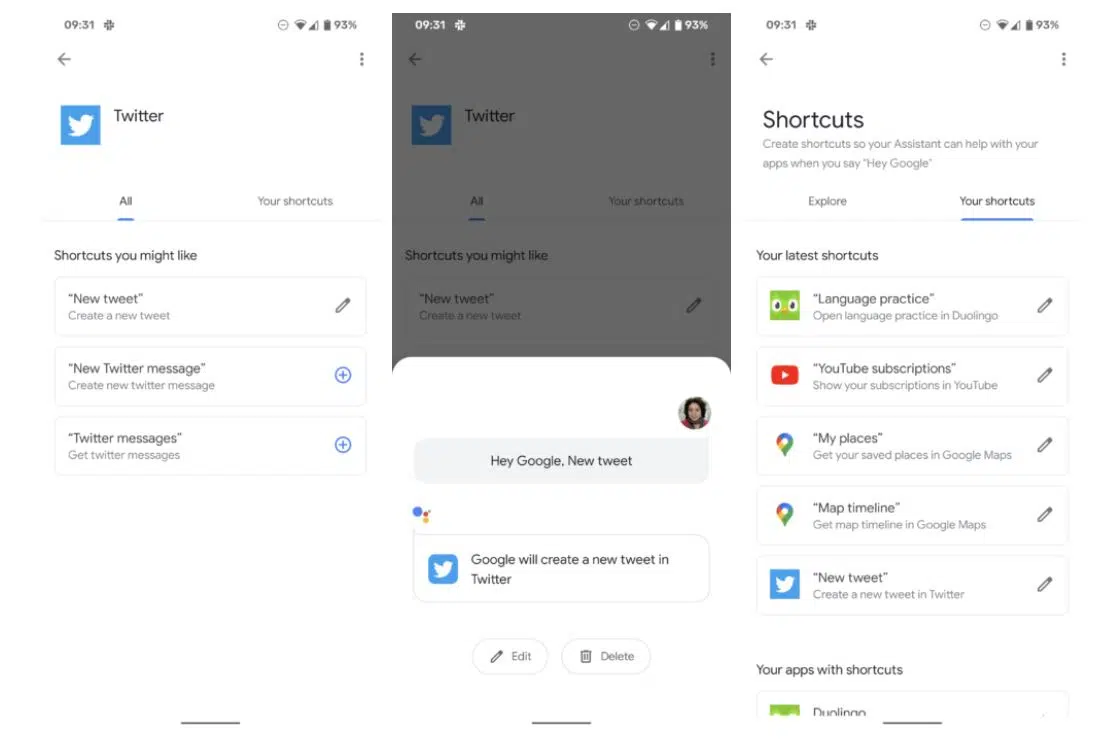 09:31
93%
Twitter
All
Your shortcuts
Shortcuts you might like
“New tweet”
Create a new tweet
“New Twitter message”
Create new twitter message
“Twitter messages”
Get twitter messages
09:31
93%
Twitter
All
Your shortcuts
Shortcuts you might like
“New tweet”
Create a new tweet
Hey Google, New tweet
Google will create a new tweet in
Twitter
Edit
Delete
09:31
93%
Shortcuts
Create shortcuts so your Assistant can help with your
apps when you say "Hey Google"
Explore
Your shortcuts
Your latest shortcuts
“Language practice”
Open language practice in Duolingo
“YouTube subscriptions”
Show your subscriptions in YouTube
“My places”
Get your saved places in Google Maps
“Map timeline”
Get map timeline in Google Maps
“New tweet”
Create a new tweet in Twitter
Your apps with shortcuts
Duolingo